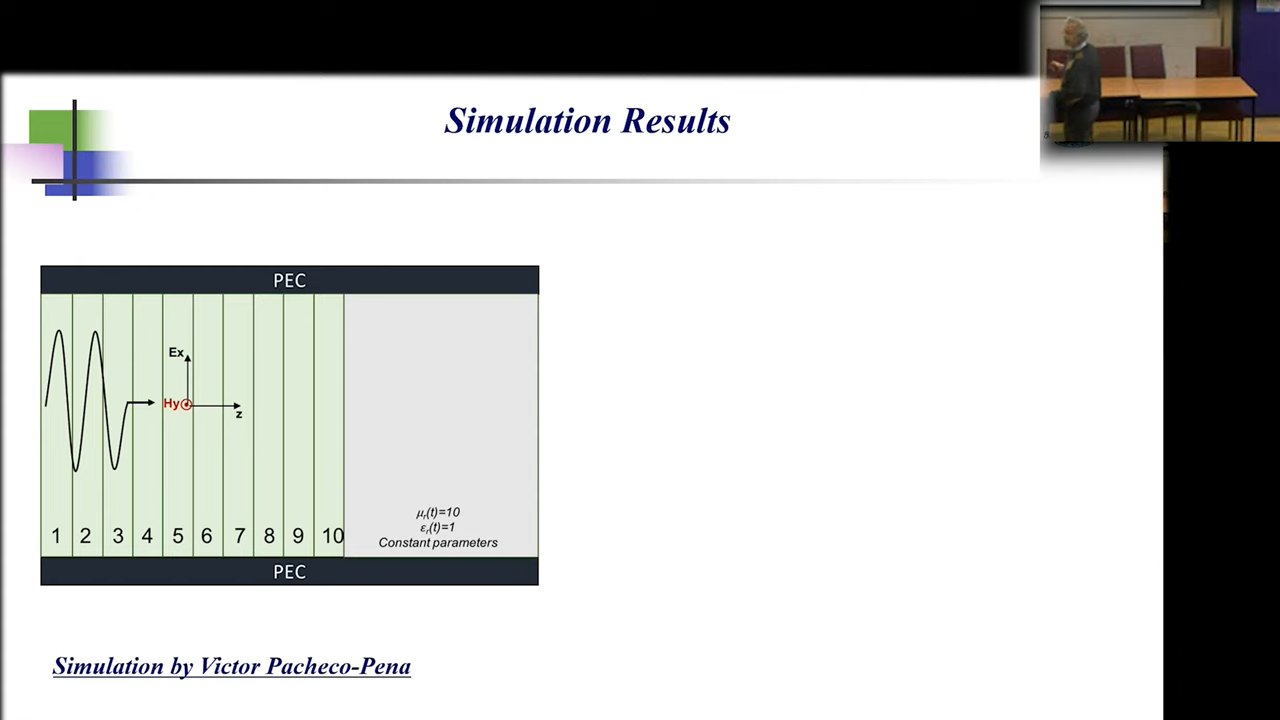 Simulation Results
PEC
Ex
Hy
z
1 2 3 4 5 6 7 8 9 10
μr(t)=10
εr(t)=1
Constant parameters
PEC
Simulation by Victor Pacheco-Pena